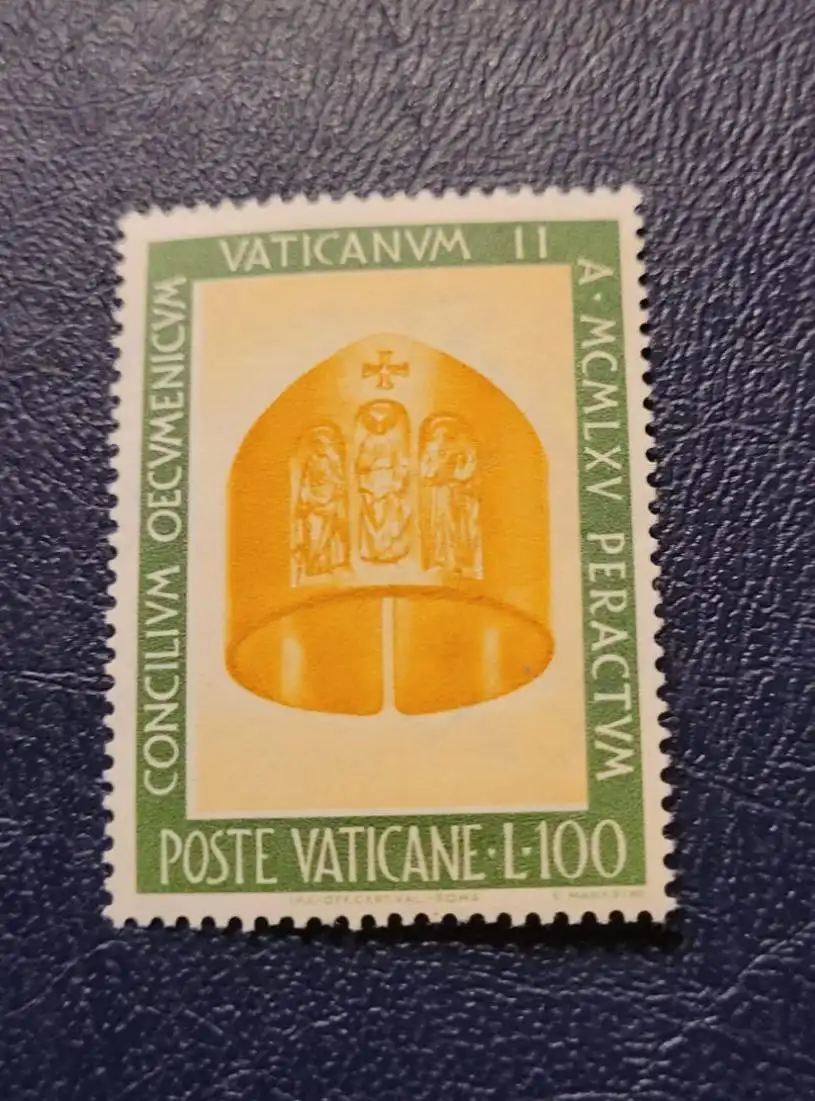 CONCILIVM OECVMENICVM
VATICANVM II
A · MCMLXV PERACTVM
POSTE VATICANE · L · 100